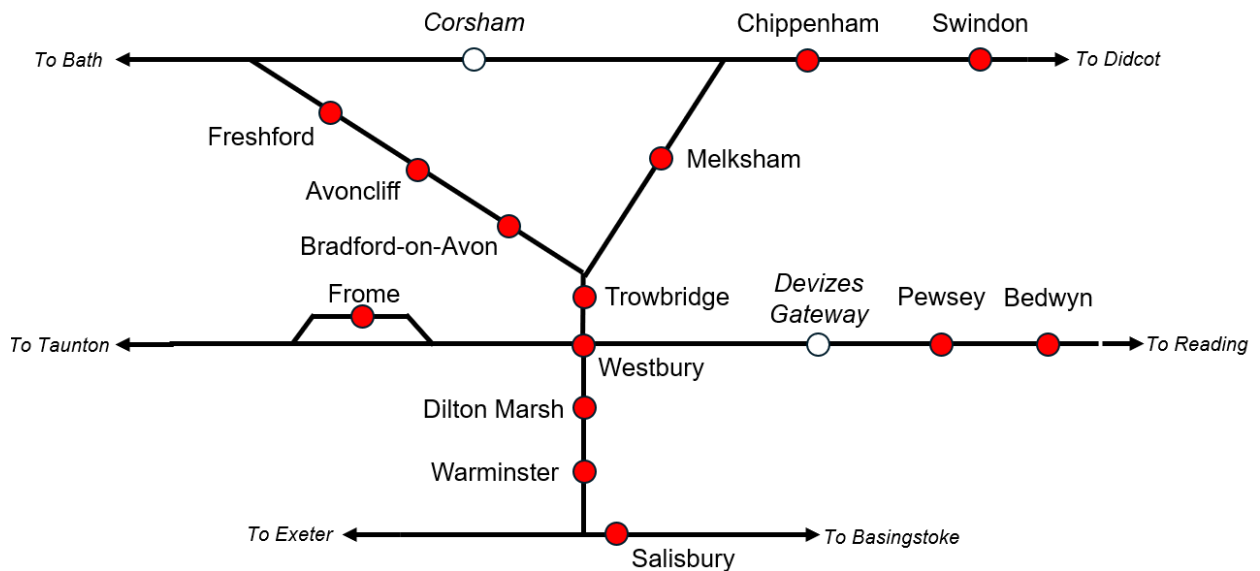 Corsham
Chippenham
Swindon
To Bath
To Didcot
Freshford
Melksham
Avoncliff
Bradford-on-Avon
Frome
Trowbridge
Devizes
Gateway
Pewsey
Bedwyn
To Taunton
To Reading
Westbury
Dilton Marsh
Warminster
To Exeter
To Basingstoke
Salisbury